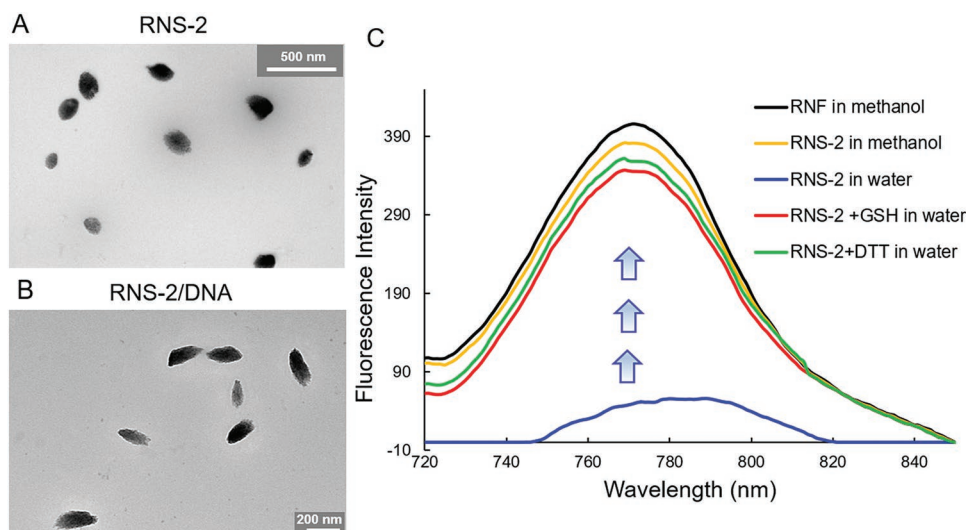 A
RNS-2
500 nm
B
RNS-2/DNA
200 nm
C
Fluorescence Intensity
390
290
190
90
-10
720
740
760
780
800
820
840
Wavelength (nm)
RNF in methanol
RNS-2 in methanol
RNS-2 in water
RNS-2 +GSH in water
RNS-2+DTT in water